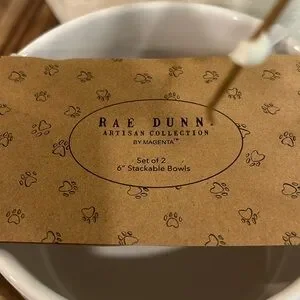 RAE DUNN
ARTISAN COLLECTION
BY MAGENTA™
Set of 2
6" Stackable Bowls